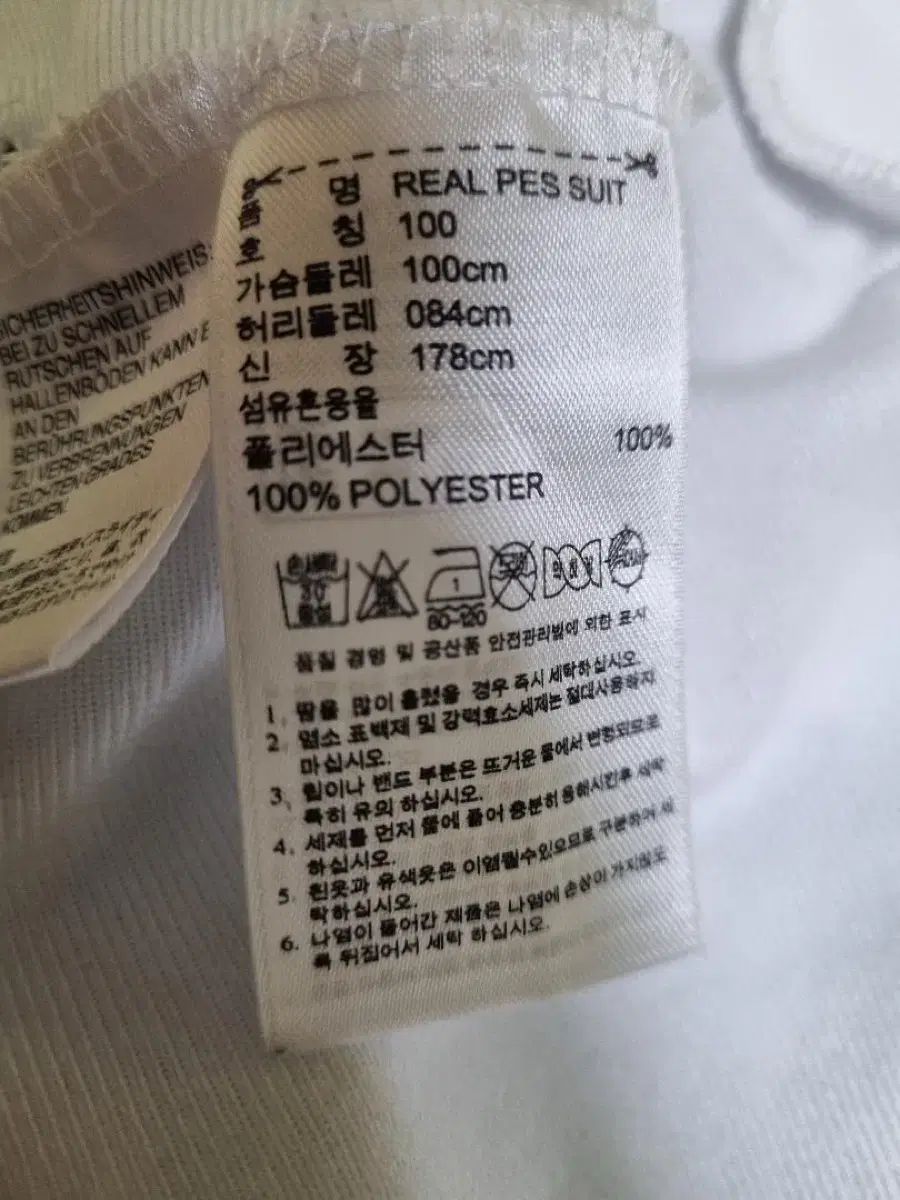 품 명 REAL PES SUIT
호 칭 100
가슴둘레 100cm
허리둘레 084cm
신 장 178cm
섬유혼용율
폴리에스터 100%
100% POLYESTER
손세탁
30
중성
1
80~120
품질 경영 및 공산품 안전관리법에 의한 표시
1. 땀을 많이 흘렸을 경우 즉시 세탁하십시오.
2. 염소 표백제 및 강력효소세제는 절대사용하지
마십시오.
3. 립이나 밴드 부분은 뜨거운 물에서 변형되므로
특히 유의 하십시오.
4. 세제를 먼저 물에 풀어 충분히용해시킨후 세탁
하십시오.
5. 흰옷과 유색옷은 이염될수있으므로 구분하여 세
탁하십시오.
6. 나염이 들어간 제품은 나염에 손상이 가지않도
록 뒤집어서 세탁 하십시오.
SICHERHEITSHINWEIS:
BEI ZU SCHNELLEM
RUTSCHEN AUF
HALLENBÖDEN KANN E
AN DEN
BERÜHRUNGSPUNKTEN
ZU VERBRENNUNGEN
LEICHTEN GRADES
KOMMEN.